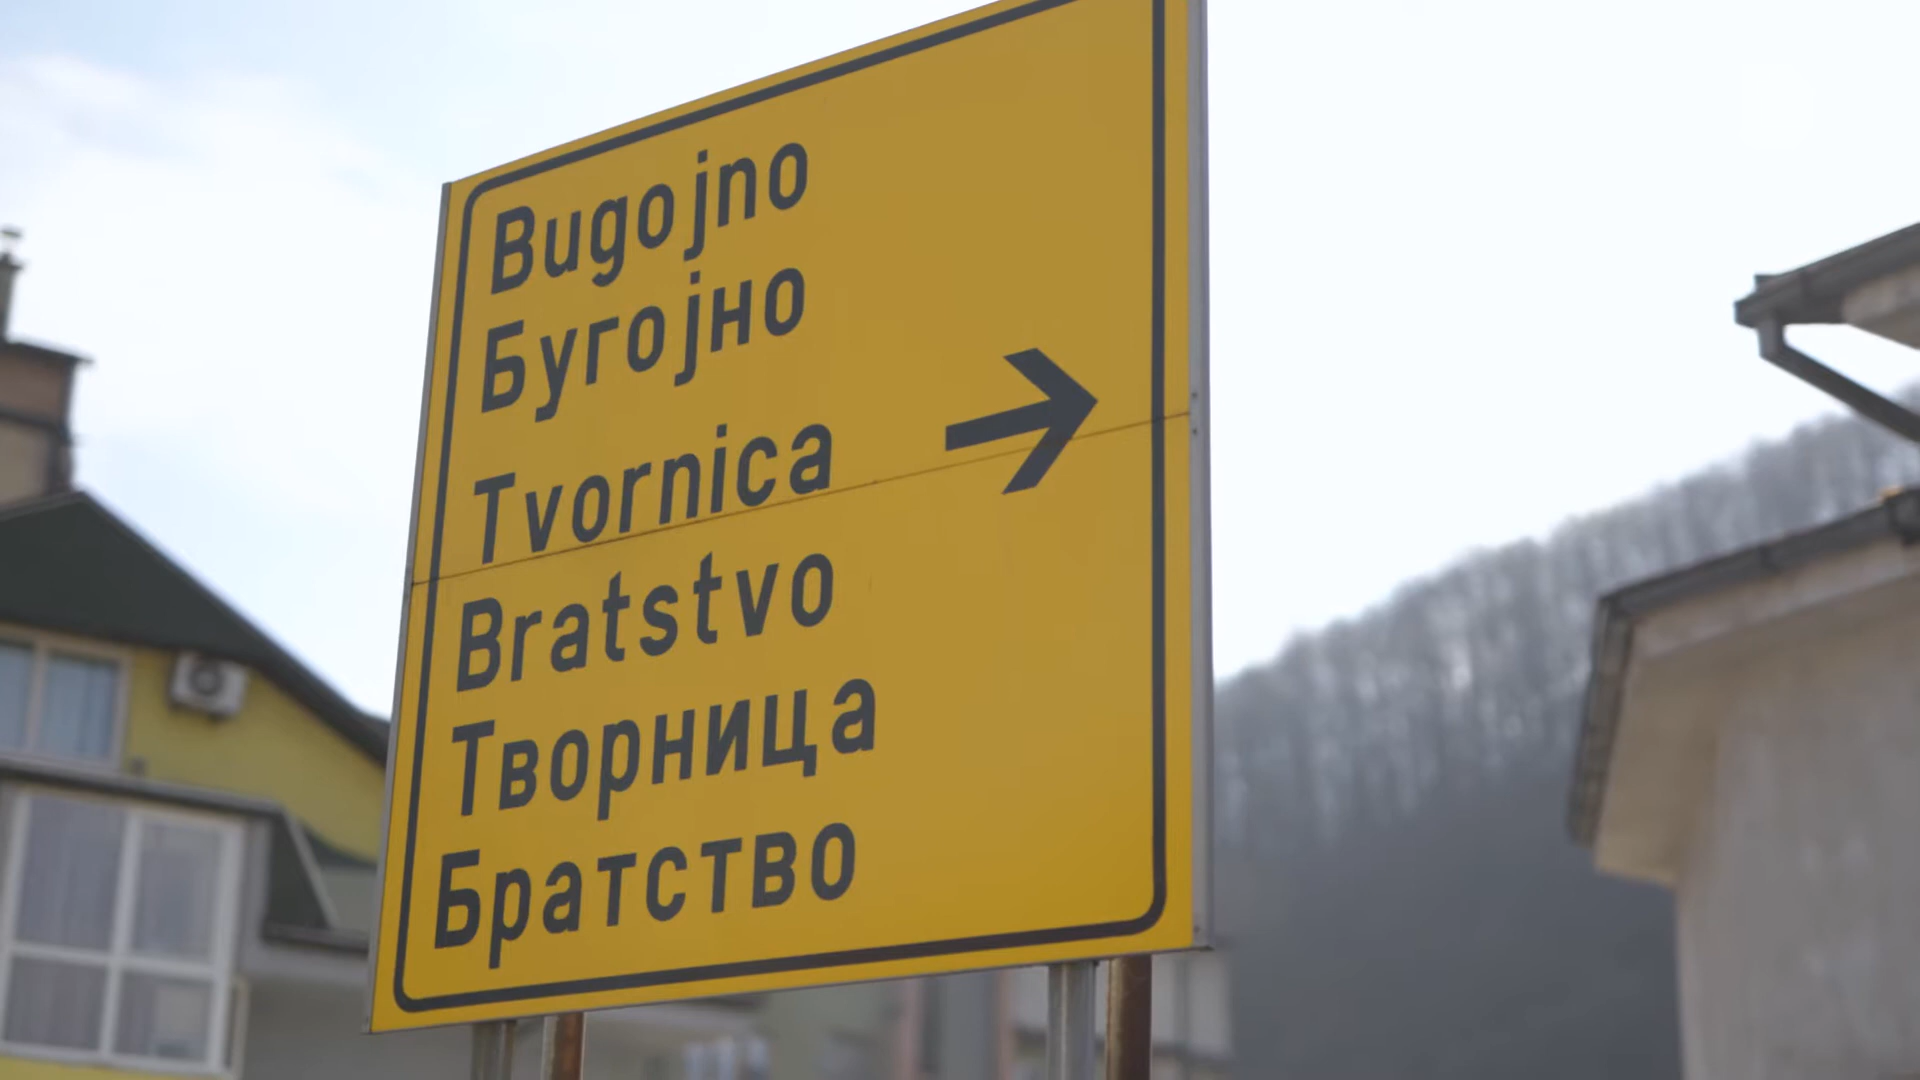 Bugojno
Бугојно
Tvornica
Bratstvo
Творница
Братство